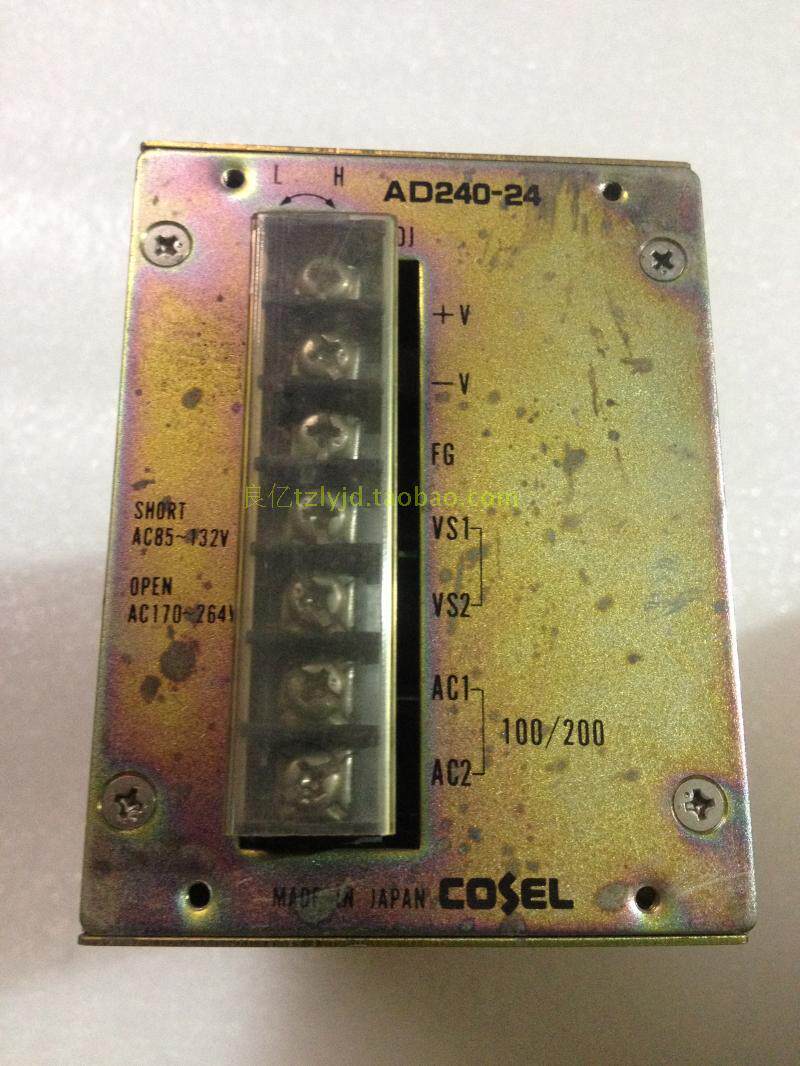 L H
AD240-24
+V
-V
FG
良亿tzlyjd.taobao.com
SHORT
AC85~132V
VS1
OPEN
AC170~264V
VS2
AC1
100/200
AC2
MADE IN JAPAN COSEL